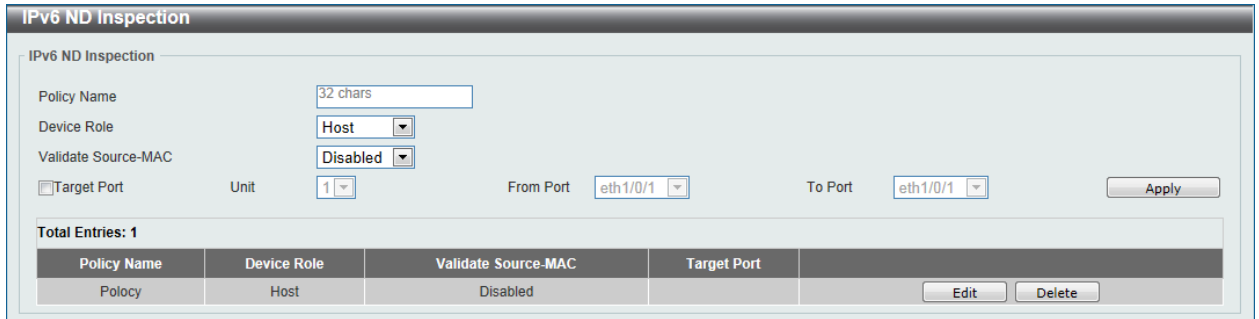 IPv6 ND Inspection
IPv6 ND Inspection
Policy Name 32 chars
Device Role Host
Validate Source-MAC Disabled
Target Port Unit 1 From Port eth1/0/1 To Port eth1/0/1 Apply
Total Entries: 1
Policy Name Device Role Validate Source-MAC Target Port
Polocy Host Disabled Edit Delete